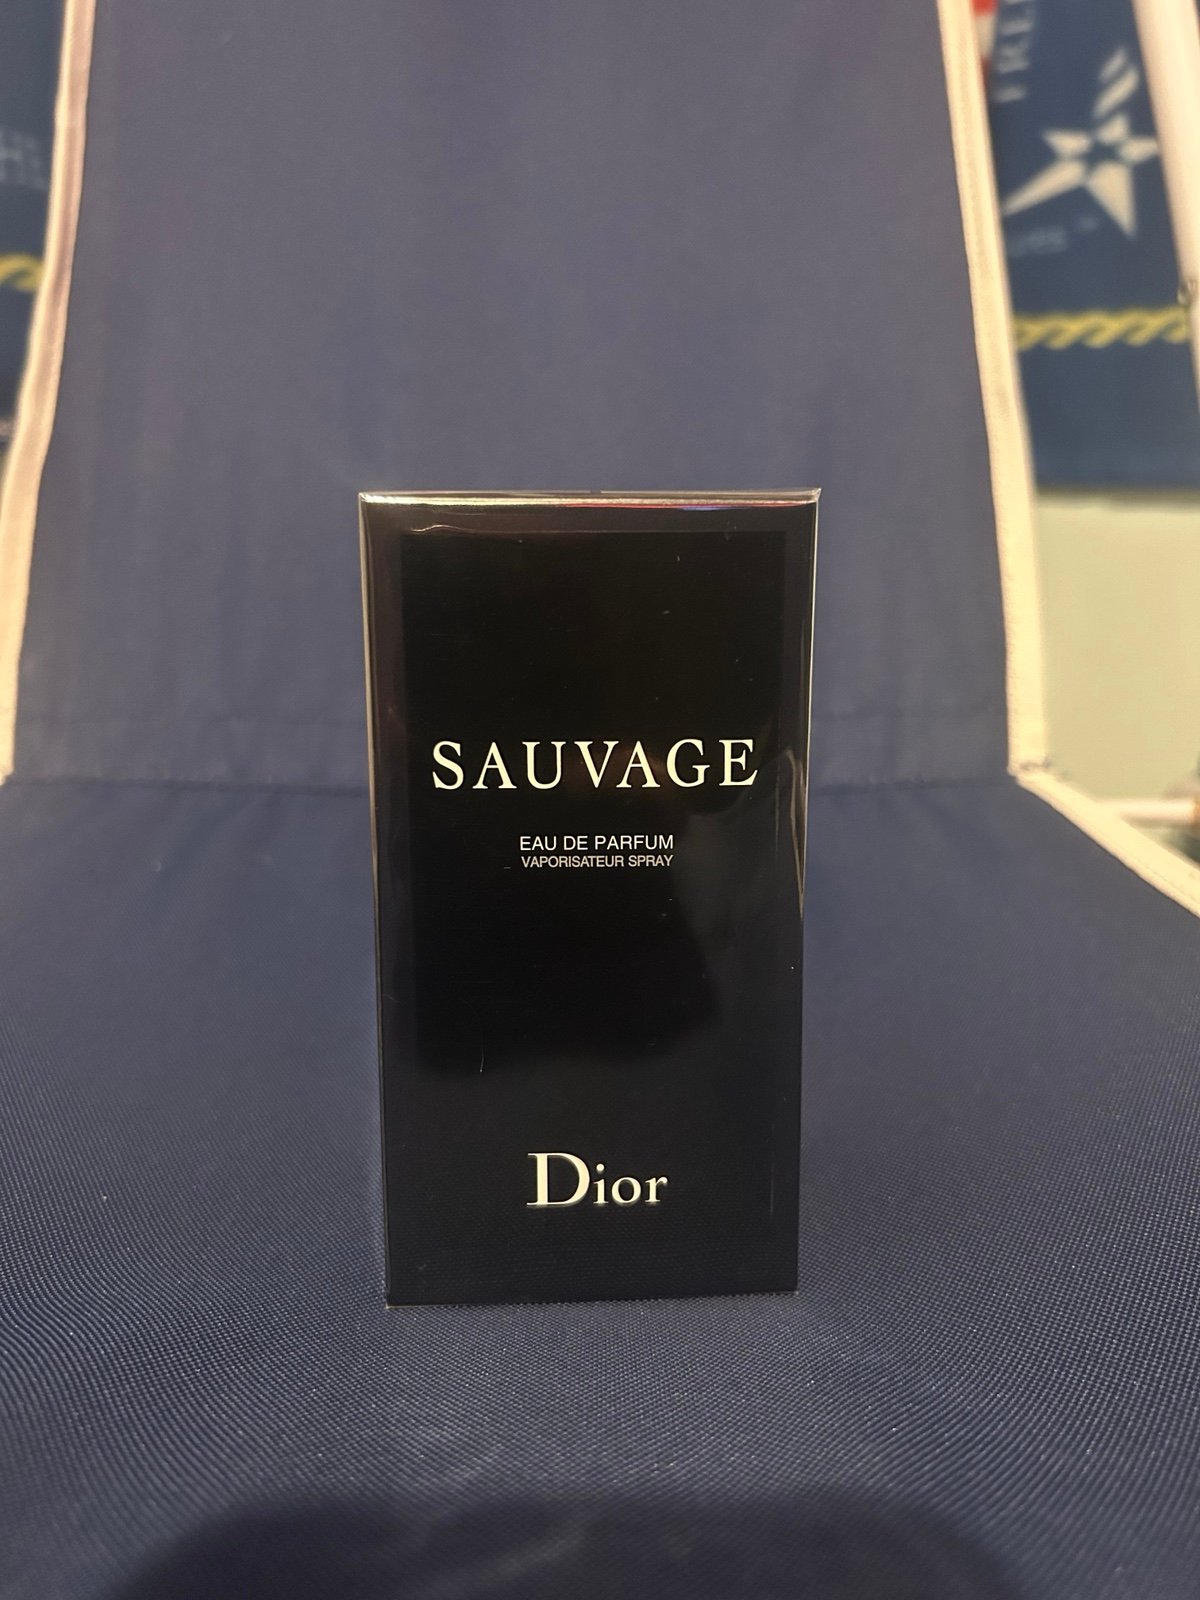 SAUVAGE
EAU DE PARFUM
VAPORISATEUR SPRAY
Dior